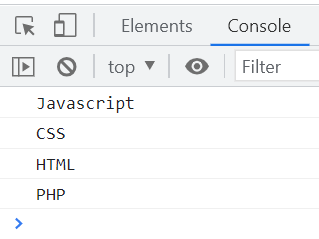 Elements Console
top Filter
Javascript
CSS
HTML
PHP